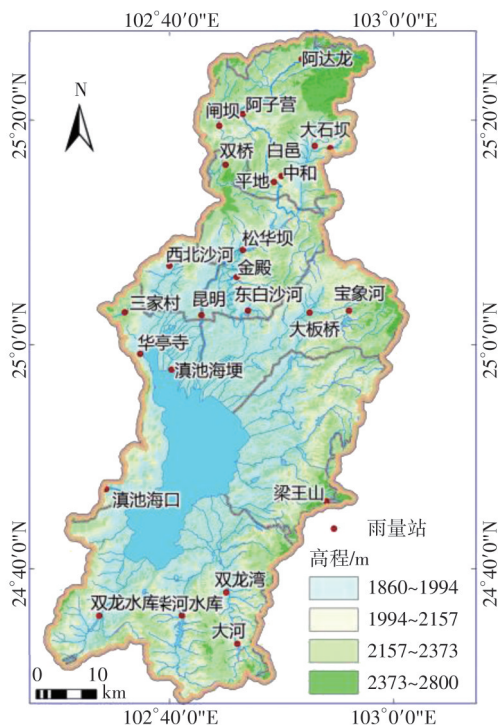 102°40′0″E 103°0′0″E
25°20′0″N 25°20′0″N
25°0′0″N 25°0′0″N
24°40′0″N 24°40′0″N
N
阿达龙
闸坝 阿子营
大石坝
双桥 白邑
平地 中和
松华坝
西北沙河
金殿
三家村 昆明 东白沙河 宝象河
大板桥
华亭寺
滇池海埂
梁王山
滇池海口
雨量站
高程/m
双龙湾
双龙水库 河水库
大河
1860~1994
1994~2157
2157~2373
2373~2800
0 10
km
102°40′0″E 103°0′0″E